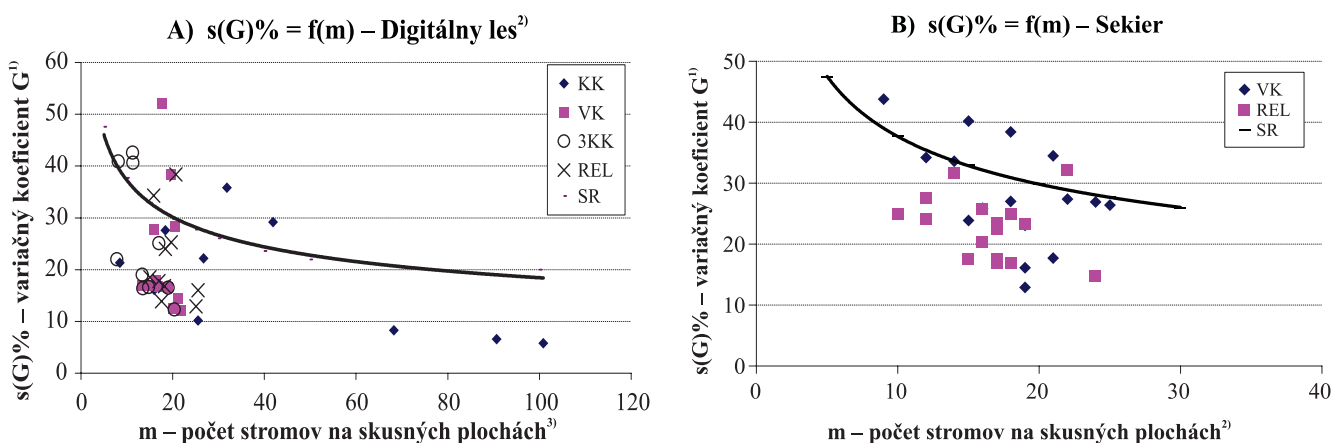 A) s(G)% = f(m) – Digitálny les²⁾
s(G)% – variačný koeficient G¹⁾
60
50
40
30
20
10
0
0 20 40 60 80 100 120
KK
VK
3KK
REL
SR
m – počet stromov na skusných plochách³⁾
B) s(G)% = f(m) – Sekier
s(G)% – variačný koeficient G¹⁾
50
40
30
20
10
0
0 10 20 30 40
VK
REL
SR
m – počet stromov na skusných plochách²⁾